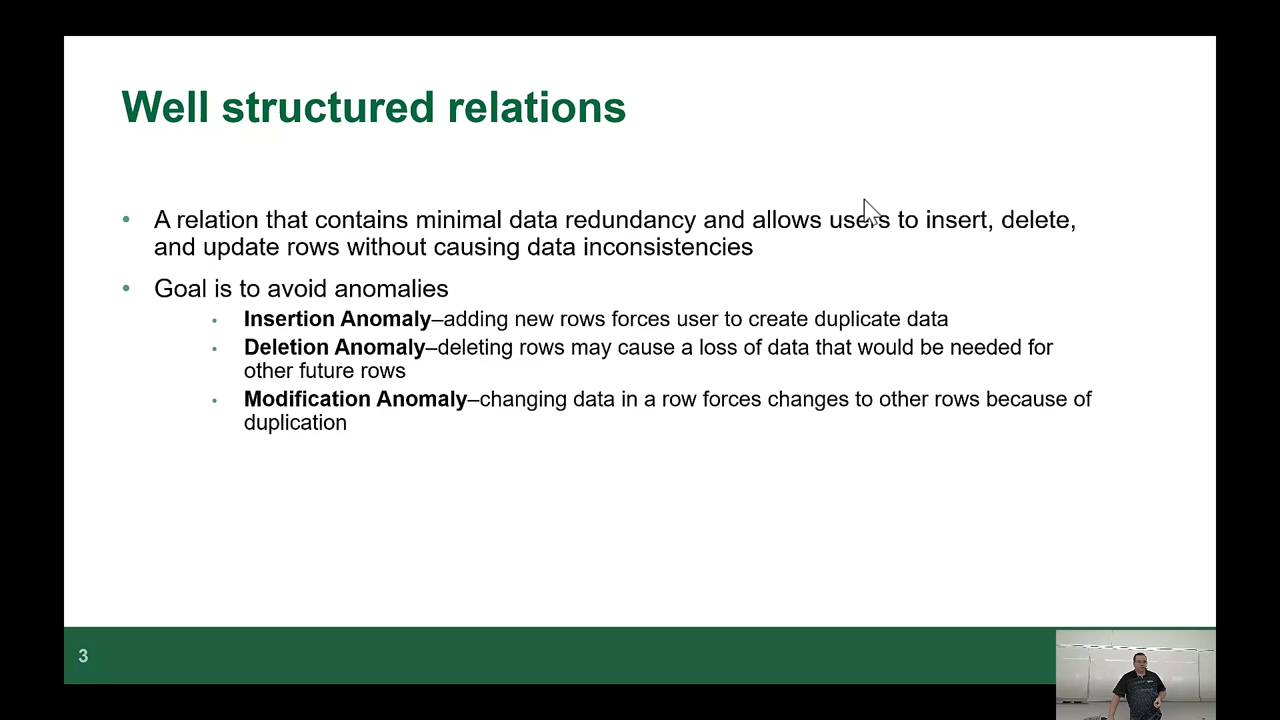 Well structured relations
• A relation that contains minimal data redundancy and allows users to insert, delete,
and update rows without causing data inconsistencies
• Goal is to avoid anomalies
• Insertion Anomaly–adding new rows forces user to create duplicate data
• Deletion Anomaly–deleting rows may cause a loss of data that would be needed for
other future rows
• Modification Anomaly–changing data in a row forces changes to other rows because of
duplication
3